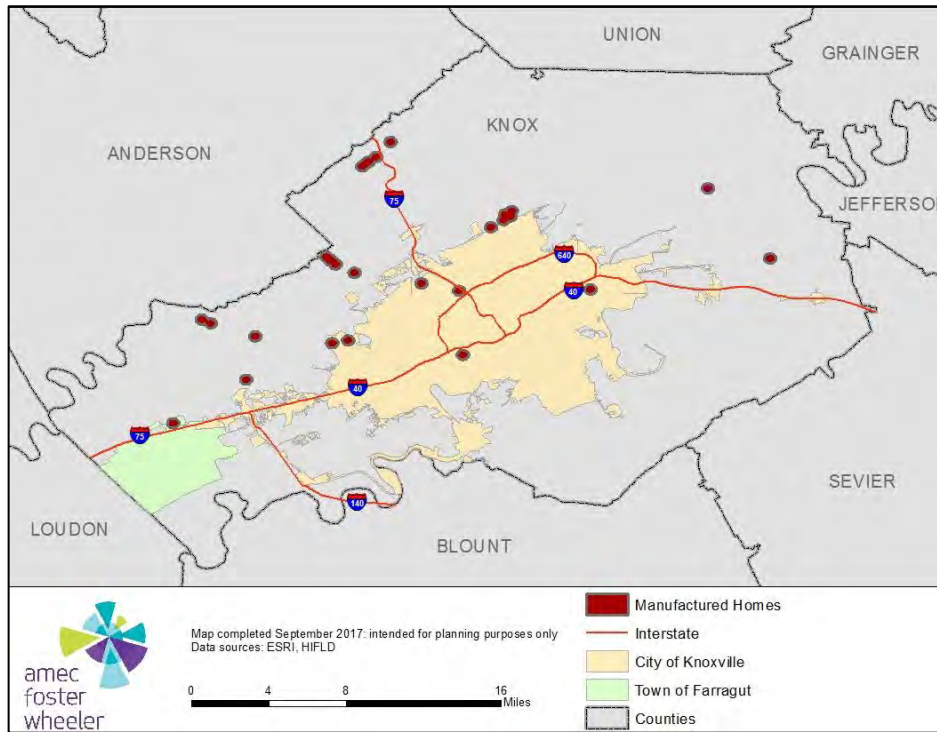 UNION
GRAINGER
KNOX
ANDERSON
75
JEFFERSON
640
40
40
75
SEVIER
140
LOUDON
BLOUNT
amec
foster
wheeler
Map completed September 2017: intended for planning purposes only
Data sources: ESRI, HIFLD
0 4 8 16
Miles
Manufactured Homes
Interstate
City of Knoxville
Town of Farragut
Counties